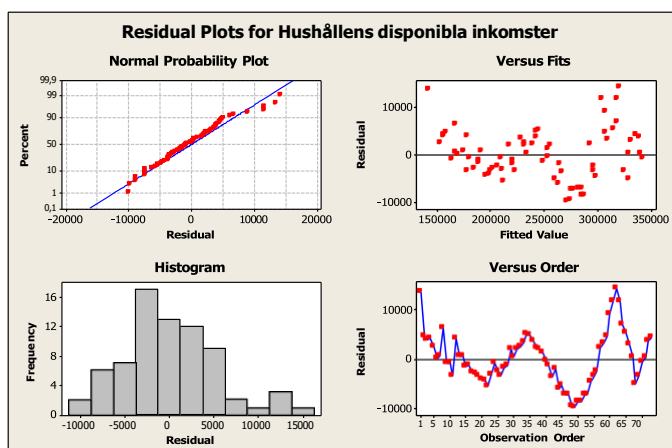 Residual Plots for Hushållens disponibla inkomster
Normal Probability Plot
99,9
99
90
50
10
1
0,1
Percent
-20000 -10000 0 10000 20000
Residual
Versus Fits
10000
0
-10000
Residual
150000 200000 250000 300000 350000
Fitted Value
Histogram
16
12
8
4
0
Frequency
-10000 -5000 0 5000 10000 15000
Residual
Versus Order
10000
0
-10000
Residual
1 5 10 15 20 25 30 35 40 45 50 55 60 65 70
Observation Order